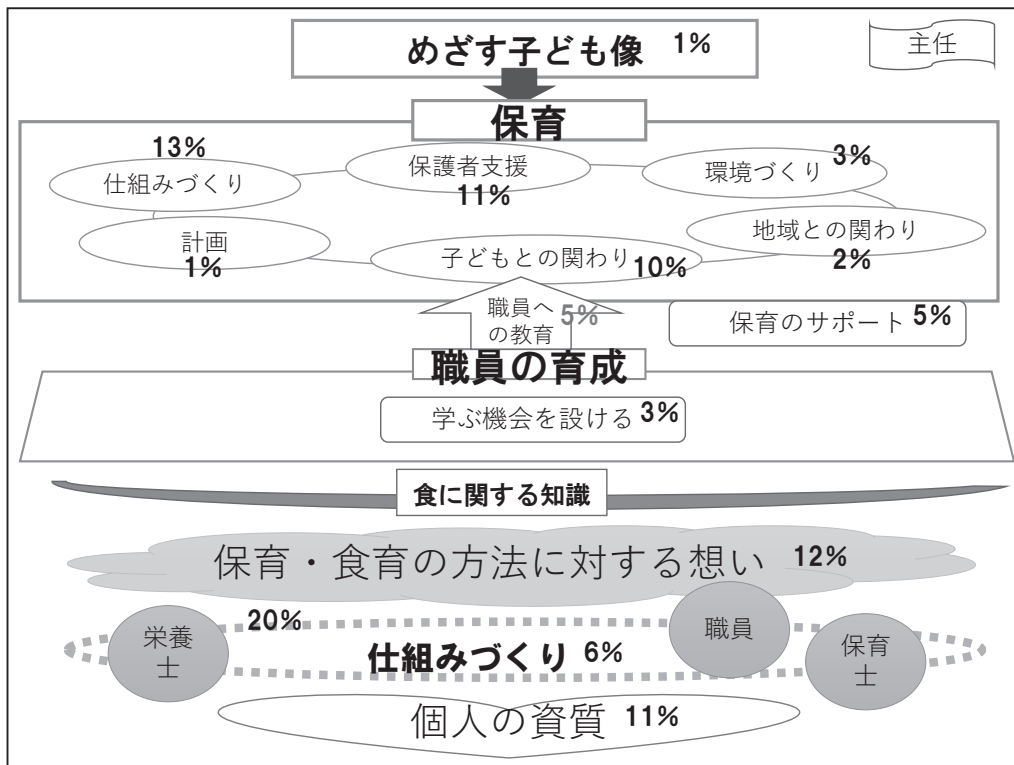 めざす子ども像 1%
主任
保育
13%
仕組みづくり
保護者支援
11%
環境づくり 3%
計画
1%
子どもとの関わり 10%
地域との関わり
2%
職員へ
の教育
5%
保育のサポート 5%
職員の育成
学ぶ機会を設ける 3%
食に関する知識
保育・食育の方法に対する想い 12%
栄養
士
20%
仕組みづくり 6%
職員
保育
士
個人の資質 11%